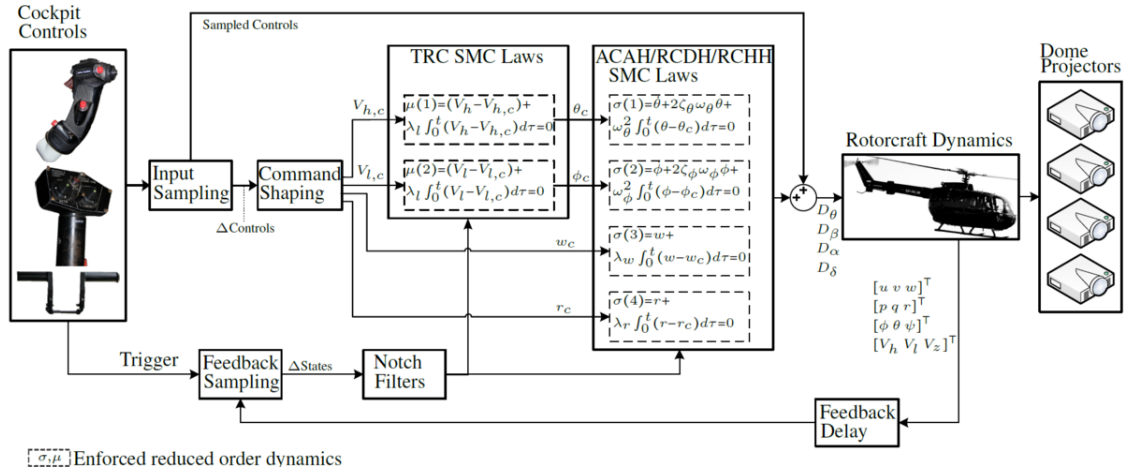 Cockpit
Controls
Sampled Controls
TRC SMC Laws
ACAH/RCDH/RCHH
SMC Laws
Dome
Projectors
μ(1)=(V_h−V_{h,c})+
λ_l ∫_0^t(V_h−V_{h,c})dτ=0
σ(1)=θ̇+2ζ_θω_θθ+
ω_θ^2 ∫_0^t(θ−θ_c)dτ=0
V_{h,c}
θ_c
Rotorcraft Dynamics
Input
Sampling
Command
Shaping
V_{l,c}
μ(2)=(V_l−V_{l,c})+
λ_l ∫_0^t(V_l−V_{l,c})dτ=0
ϕ_c
σ(2)=ϕ̇+2ζ_ϕω_ϕϕ+
ω_ϕ^2 ∫_0^t(ϕ−ϕ_c)dτ=0
ΔControls
+
+
D_θ
D_β
D_α
D_δ
w_c
σ(3)=w+
λ_w ∫_0^t(w−w_c)dτ=0
r_c
σ(4)=r+
λ_r ∫_0^t(r−r_c)dτ=0
[u v w]^⊤
[p q r]^⊤
[ϕ θ ψ]^⊤
[V_h V_l V_z]^⊤
Trigger
Feedback
Sampling
ΔStates
Notch
Filters
Feedback
Delay
σ,μ Enforced reduced order dynamics